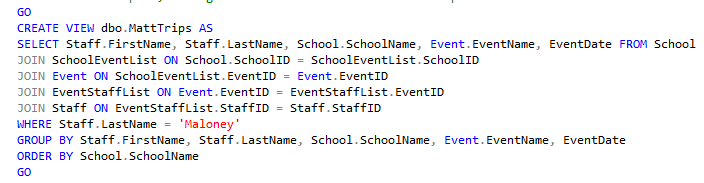 GO
CREATE VIEW dbo.MattTrips AS
SELECT Staff.FirstName, Staff.LastName, School.SchoolName, Event.EventName, EventDate FROM School
JOIN SchoolEventList ON School.SchoolID = SchoolEventList.SchoolID
JOIN Event ON SchoolEventList.EventID = Event.EventID
JOIN EventStaffList ON Event.EventID = EventStaffList.EventID
JOIN Staff ON EventStaffList.StaffID = Staff.StaffID
WHERE Staff.LastName = 'Maloney'
GROUP BY Staff.FirstName, Staff.LastName, School.SchoolName, Event.EventName, EventDate
ORDER BY School.SchoolName
GO